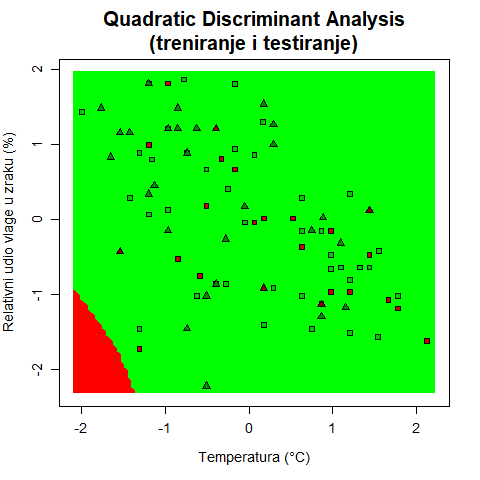 Quadratic Discriminant Analysis
(treniranje i testiranje)
Relativni udio vlage u zraku (%)
2
1
0
-1
-2
-2 -1 0 1 2
Temperatura (°C)